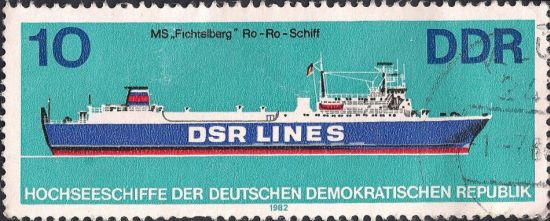 MS „Fichtelberg" Ro-Ro-Schiff
10 DDR
DSR LINES
HOCHSEESCHIFFE DER DEUTSCHEN DEMOKRATISCHEN REPUBLIK
1982